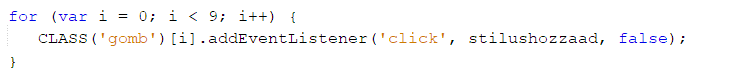 for (var i = 0; i < 9; i++) {
CLASS('gomb')[i].addEventListener('click', stilushozzaad, false);
}